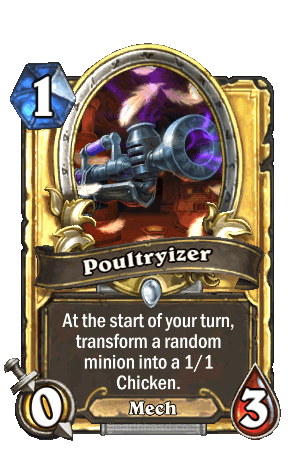 1
Poultryizer
At the start of your turn,
transform a random
minion into a 1/1
Chicken.
0
Mech
3